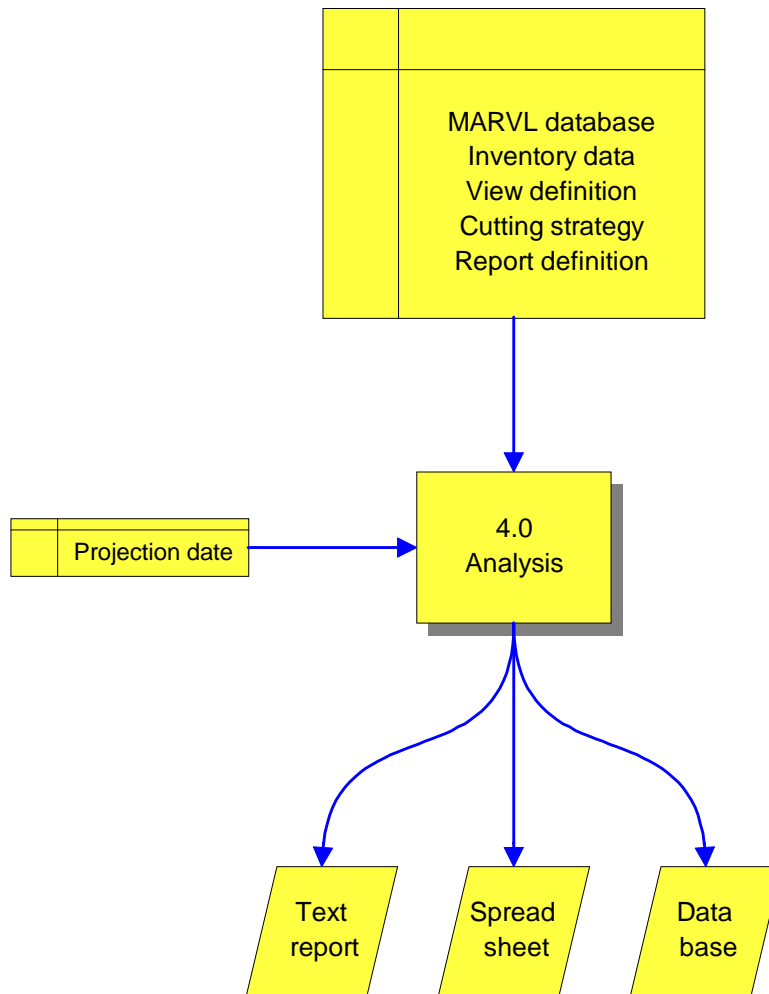 MARVL database
Inventory data
View definition
Cutting strategy
Report definition
4.0
Analysis
Projection date
Text
report
Spread
sheet
Data
base